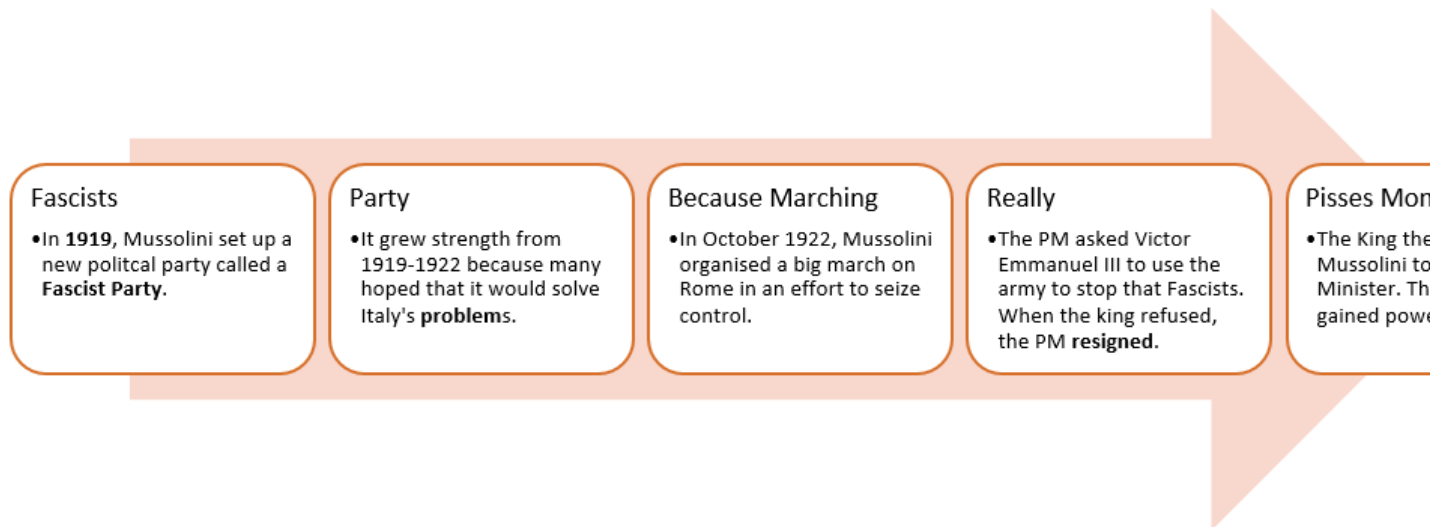 Fascists
•In 1919, Mussolini set up a
new politcal party called a
Fascist Party.
Party
•It grew strength from
1919-1922 because many
hoped that it would solve
Italy's problems.
Because Marching
•In October 1922, Mussolini
organised a big march on
Rome in an effort to seize
control.
Really
•The PM asked Victor
Emmanuel III to use the
army to stop that Fascists.
When the king refused,
the PM resigned.
Pisses
•The King
Mussolini to
Minister.
gained